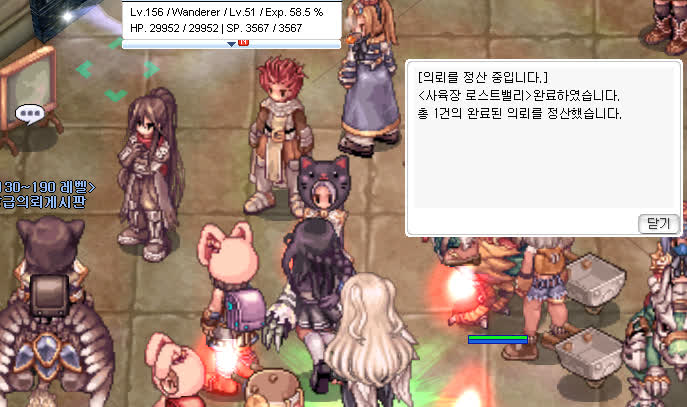 Lv.156 / Wanderer / Lv.51 / Exp. 58.5 %
HP. 29952 / 29952 | SP. 3567 / 3567
[의뢰를 정산 중입니다.]
<사육장 로스트밸리>완료하였습니다.
총 1건의 완료된 의뢰를 정산했습니다.
닫기
130~190 레벨>
급의뢰게시판